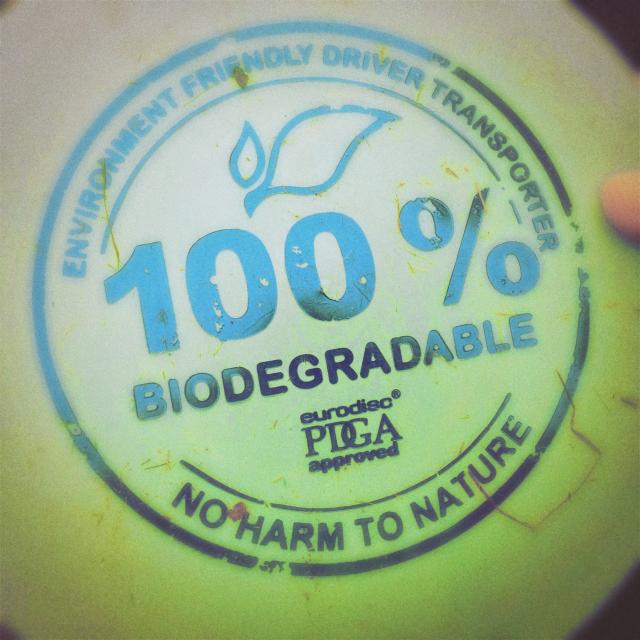 ENVIRONMENT FRIENDLY DRIVER TRANSPORTER
100 %
BIODEGRADABLE
eurodisc®
PDGA
approved
NO HARM TO NATURE